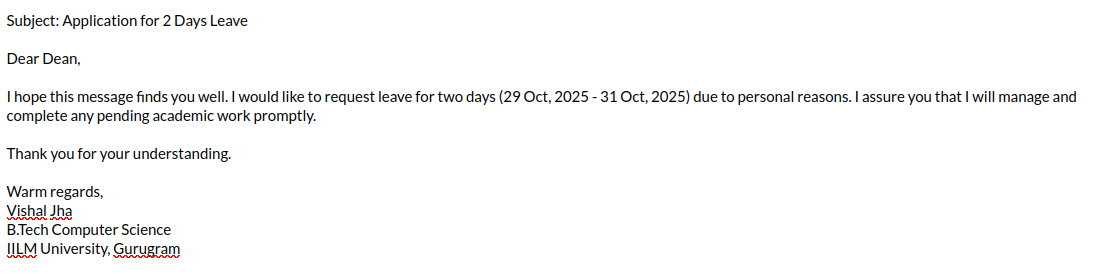 Subject: Application for 2 Days Leave
Dear Dean,
I hope this message finds you well. I would like to request leave for two days (29 Oct, 2025 - 31 Oct, 2025) due to personal reasons. I assure you that I will manage and
complete any pending academic work promptly.
Thank you for your understanding.
Warm regards,
Vishal Jha
B.Tech Computer Science
IILM University, Gurugram